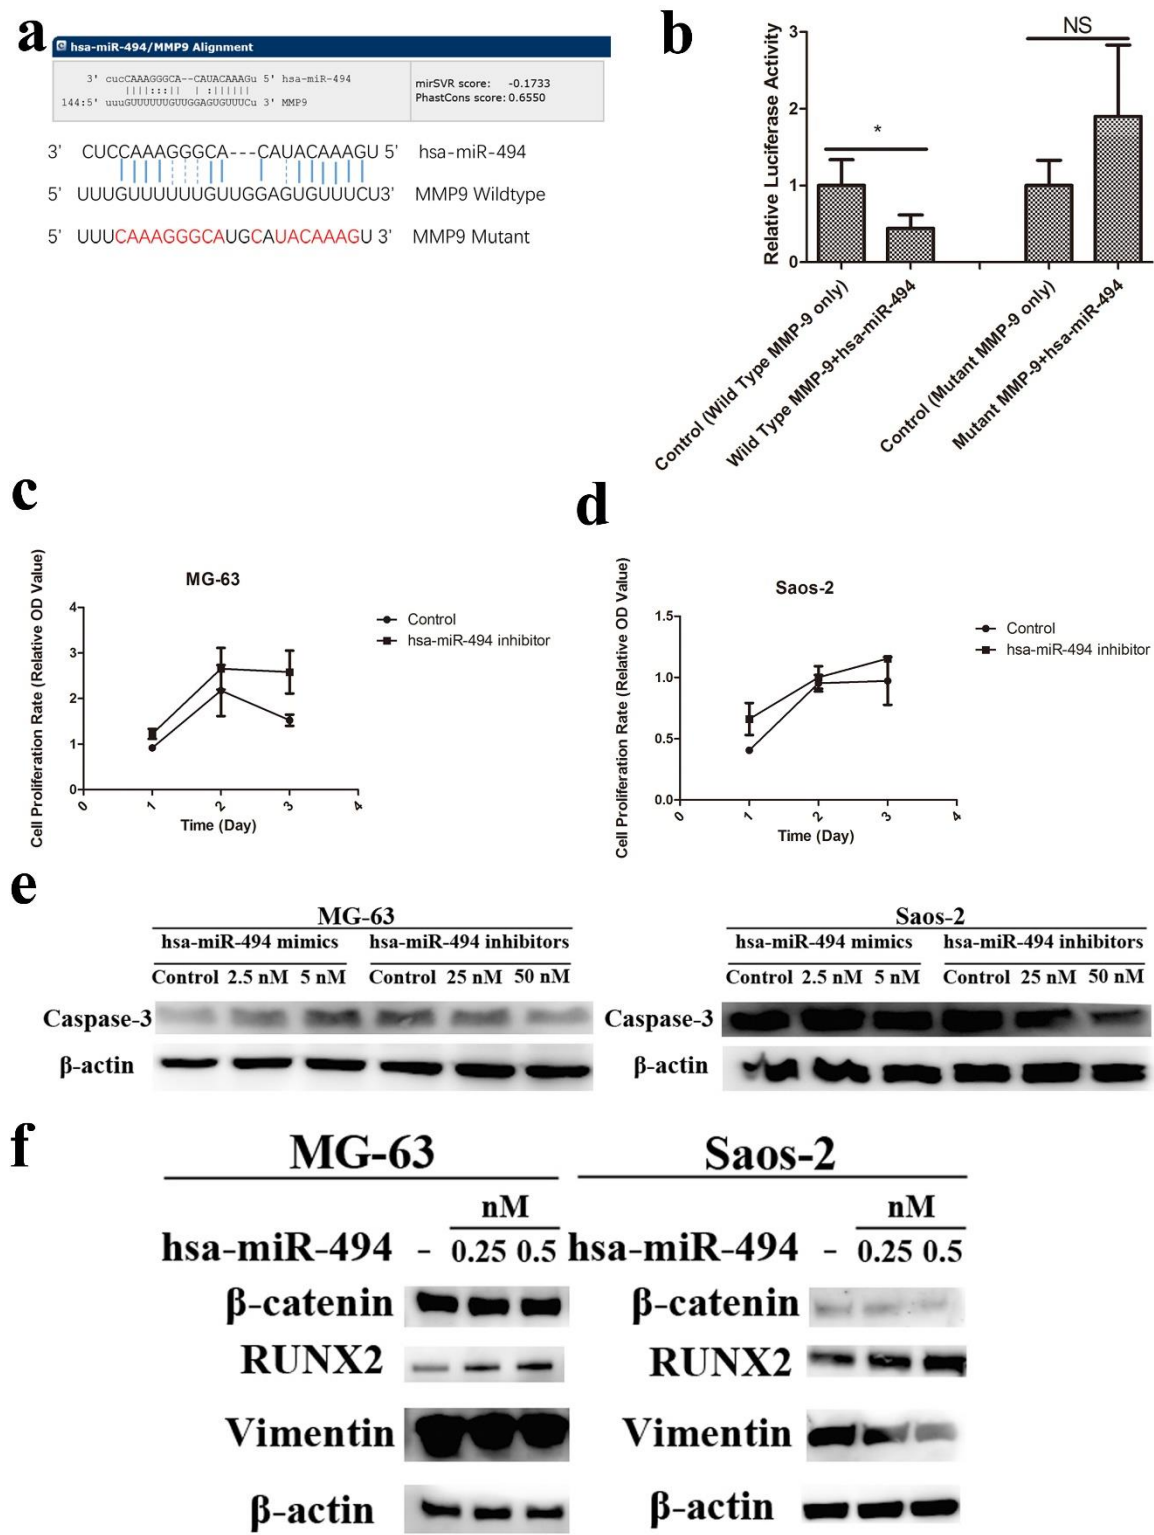 a
hsa-miR-494/MMP9 Alignment
3' cucCAAAGGGCA--CAUACAAAGu 5' hsa-miR-494
||||:::|| | :||||||
144:5' uuuGUUUUUUGUUGGAGUGUUUCu 3' MMP9
mirSVR score: -0.1733
PhastCons score: 0.6550
3' CUCCAAAGGGCA---CAUACAAAGU 5' hsa-miR-494
5' UUUGUUUUUUGUUGGAGUGUUUCU3' MMP9 Wildtype
5' UUUCAAAGGGCAUGCAUACAAAGU 3' MMP9 Mutant
b
Relative Luciferase Activity
3
2
1
0
*
NS
Control (Wild Type MMP-9 only)
Wild Type MMP-9+hsa-miR-494
Control (Mutant MMP-9 only)
Mutant MMP-9+hsa-miR-494
c
MG-63
Cell Proliferation Rate (Relative OD Value)
4
3
2
1
0
0 1 2 3 4
Time (Day)
Control
hsa-miR-494 inhibitor
d
Saos-2
Cell Proliferation Rate (Relative OD Value)
1.5
1.0
0.5
0.0
0 1 2 3 4
Time (Day)
Control
hsa-miR-494 inhibitor
e
MG-63
hsa-miR-494 mimics hsa-miR-494 inhibitors
Control 2.5 nM 5 nM Control 25 nM 50 nM
Caspase-3
β-actin
Saos-2
hsa-miR-494 mimics hsa-miR-494 inhibitors
Control 2.5 nM 5 nM Control 25 nM 50 nM
Caspase-3
β-actin
f
MG-63
nM
hsa-miR-494 - 0.25 0.5
β-catenin
RUNX2
Vimentin
β-actin
Saos-2
nM
hsa-miR-494 - 0.25 0.5
β-catenin
RUNX2
Vimentin
β-actin